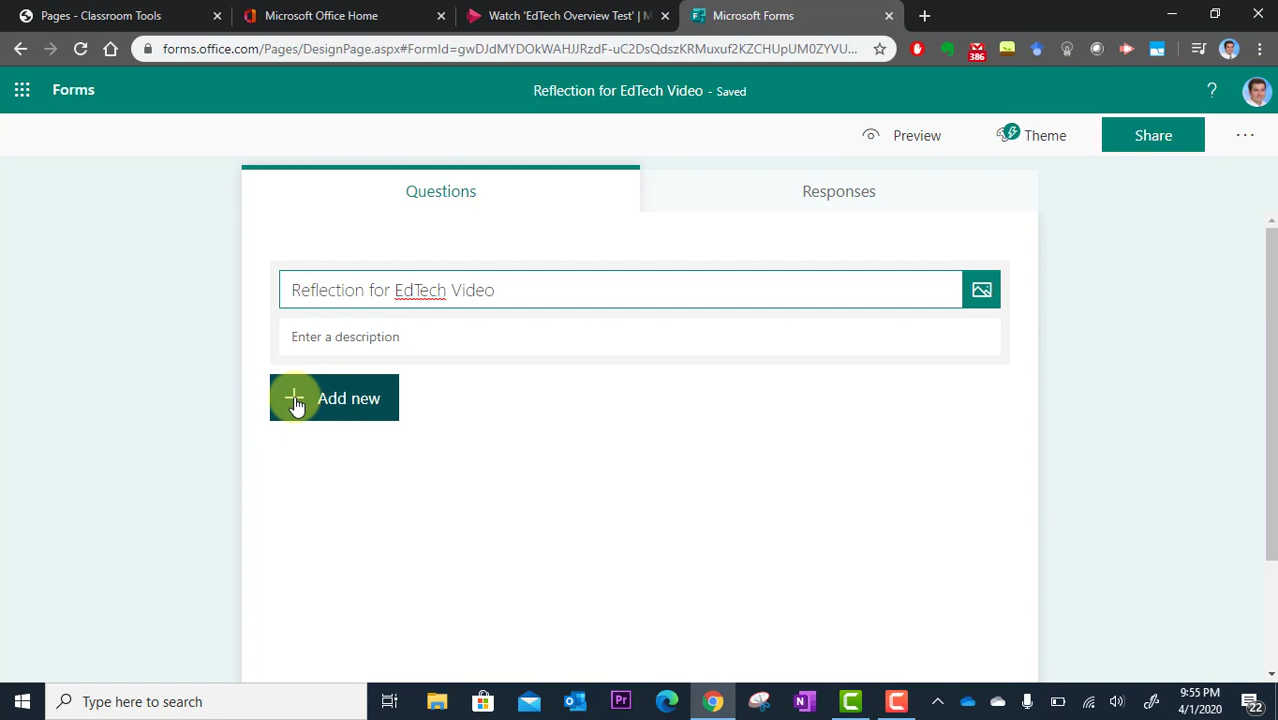 Pages - Classroom Tools
Microsoft Office Home
Watch 'EdTech Overview Test' | M
Microsoft Forms
forms.office.com/Pages/DesignPage.aspx#FormId=gwDJdMYDOkWAHJJRzdF-uC2DsQdszKRMuxuf2KZCHUpUM0ZYVU...
386
Forms
Reflection for EdTech Video - Saved
?
Preview
Theme
Share
Questions
Responses
Reflection for EdTech Video
Enter a description
Add new
Type here to search
Pr
9:55 PM
4/1/2020
22